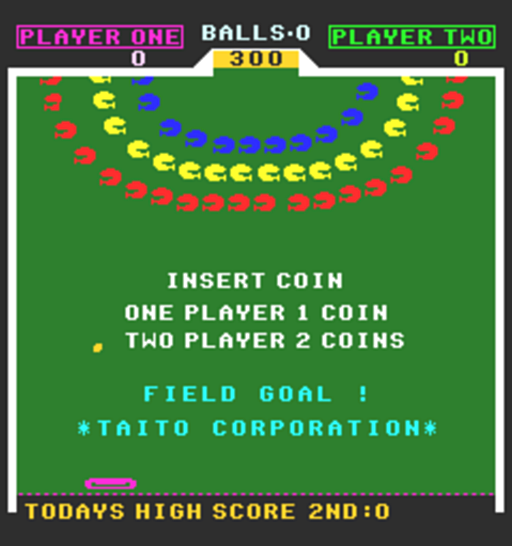 PLAYER ONE BALLS·0 PLAYER TWO
0 300 0
INSERT COIN
ONE PLAYER 1 COIN
TWO PLAYER 2 COINS
FIELD GOAL !
*TAITO CORPORATION*
TODAYS HIGH SCORE 2ND:0